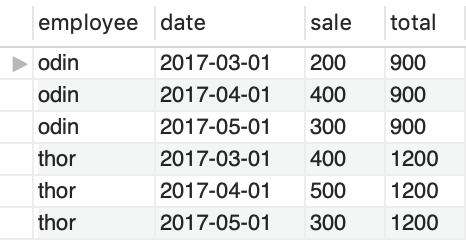 employee date sale total
odin 2017-03-01 200 900
odin 2017-04-01 400 900
odin 2017-05-01 300 900
thor 2017-03-01 400 1200
thor 2017-04-01 500 1200
thor 2017-05-01 300 1200